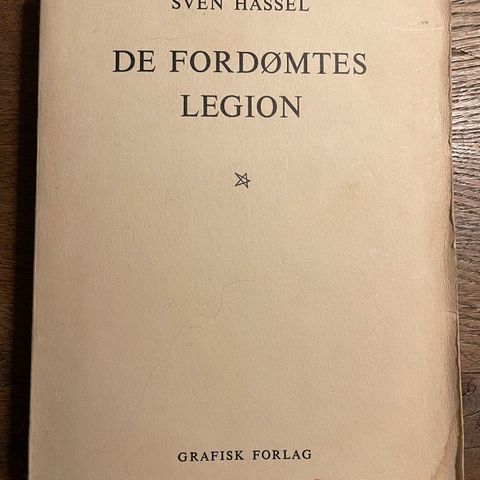 SVEN HASSEL
DE FORDØMTES
LEGION
GRAFISK FORLAG